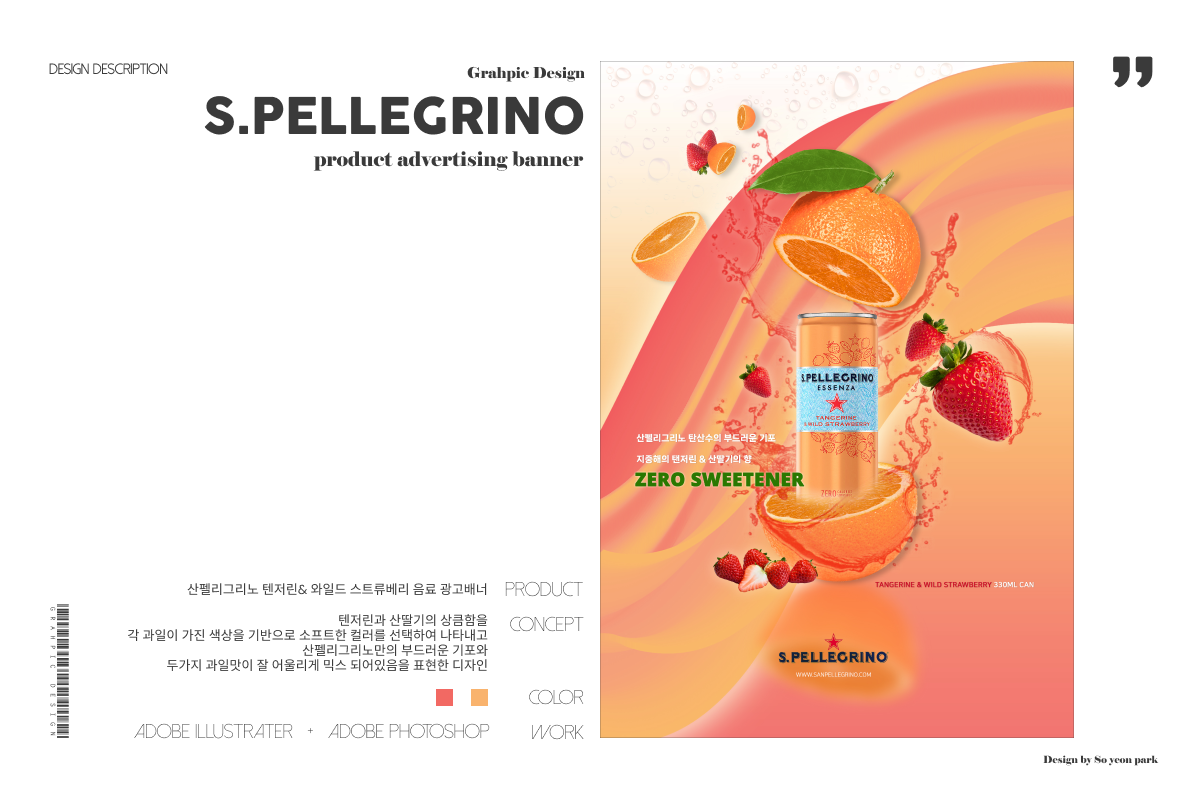 DESIGN DESCRIPTION
Grahpic Design
S.PELLEGRINO
product advertising banner
산펠리그리노 텐저린& 와일드 스트류베리 음료 광고배너
PRODUCT
텐저린과 산딸기의 상큼함을
각 과일이 가진 색상을 기반으로 소프트한 컬러를 선택하여 나타내고
산펠리그리노만의 부드러운 기포와
두가지 과일맛이 잘 어울리게 믹스 되어있음을 표현한 디자인
CONCEPT
COLOR
ADOBE ILLUSTRATER + ADOBE PHOTOSHOP
WORK
GRAHPIC DESIGN
S.PELLEGRINO
ESSENZA
TANGERINE
& WILD STRAWBERRY
ZERO
산펠리그리노 탄산수의 부드러운 기포
지중해의 탠저린 & 산딸기의 향
ZERO SWEETENER
TANGERINE & WILD STRAWBERRY 330ML CAN
S.PELLEGRINO
WWW.SANPELLEGRINO.COM
”
Design by So yeon park